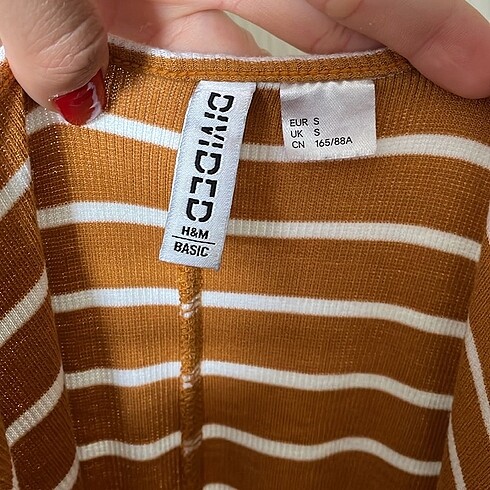 DIVIDED
H&M
BASIC
EUR S
UK S
CN 165/88A